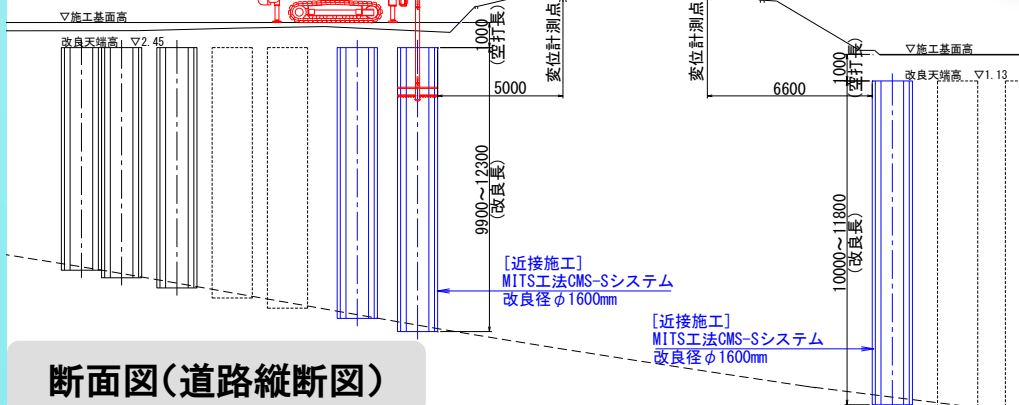 ▽施工基面高
改良天端高 ▽2.45
1000
(空打長)
変位計測点
5000
9900~12300
(改良長)
[近接施工]
MITS工法CMS-Sシステム
改良径φ1600mm
変位計測点
6600
1000
(空打長)
▽施工基面高
改良天端高 ▽1.13
10000~11800
(改良長)
[近接施工]
MITS工法CMS-Sシステム
改良径φ1600mm
断面図(道路縦断図)